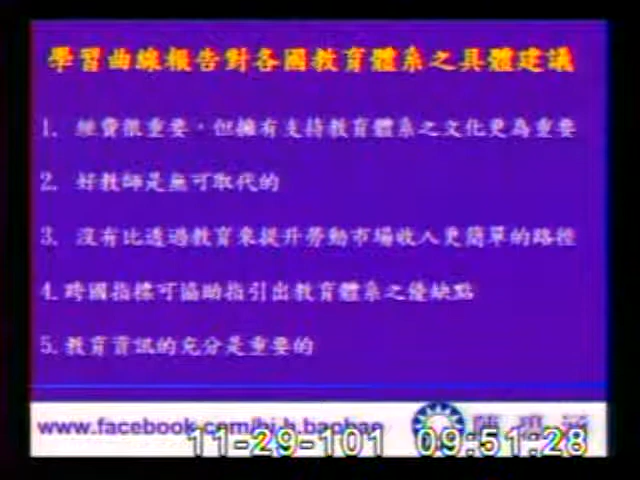 學習曲線報告對各國教育體系之具體建議
1. 經費很重要，但擁有支持教育體系之文化更為重要
2. 好教師是無可取代的
3. 沒有比透過教育來提升勞動市場收入更簡單的路徑
4.跨國指標可協助指引出教育體系之優缺點
5.教育資訊的充分是重要的
www.facebook.com/bi.h.baobao
11-29-101 09:51:28